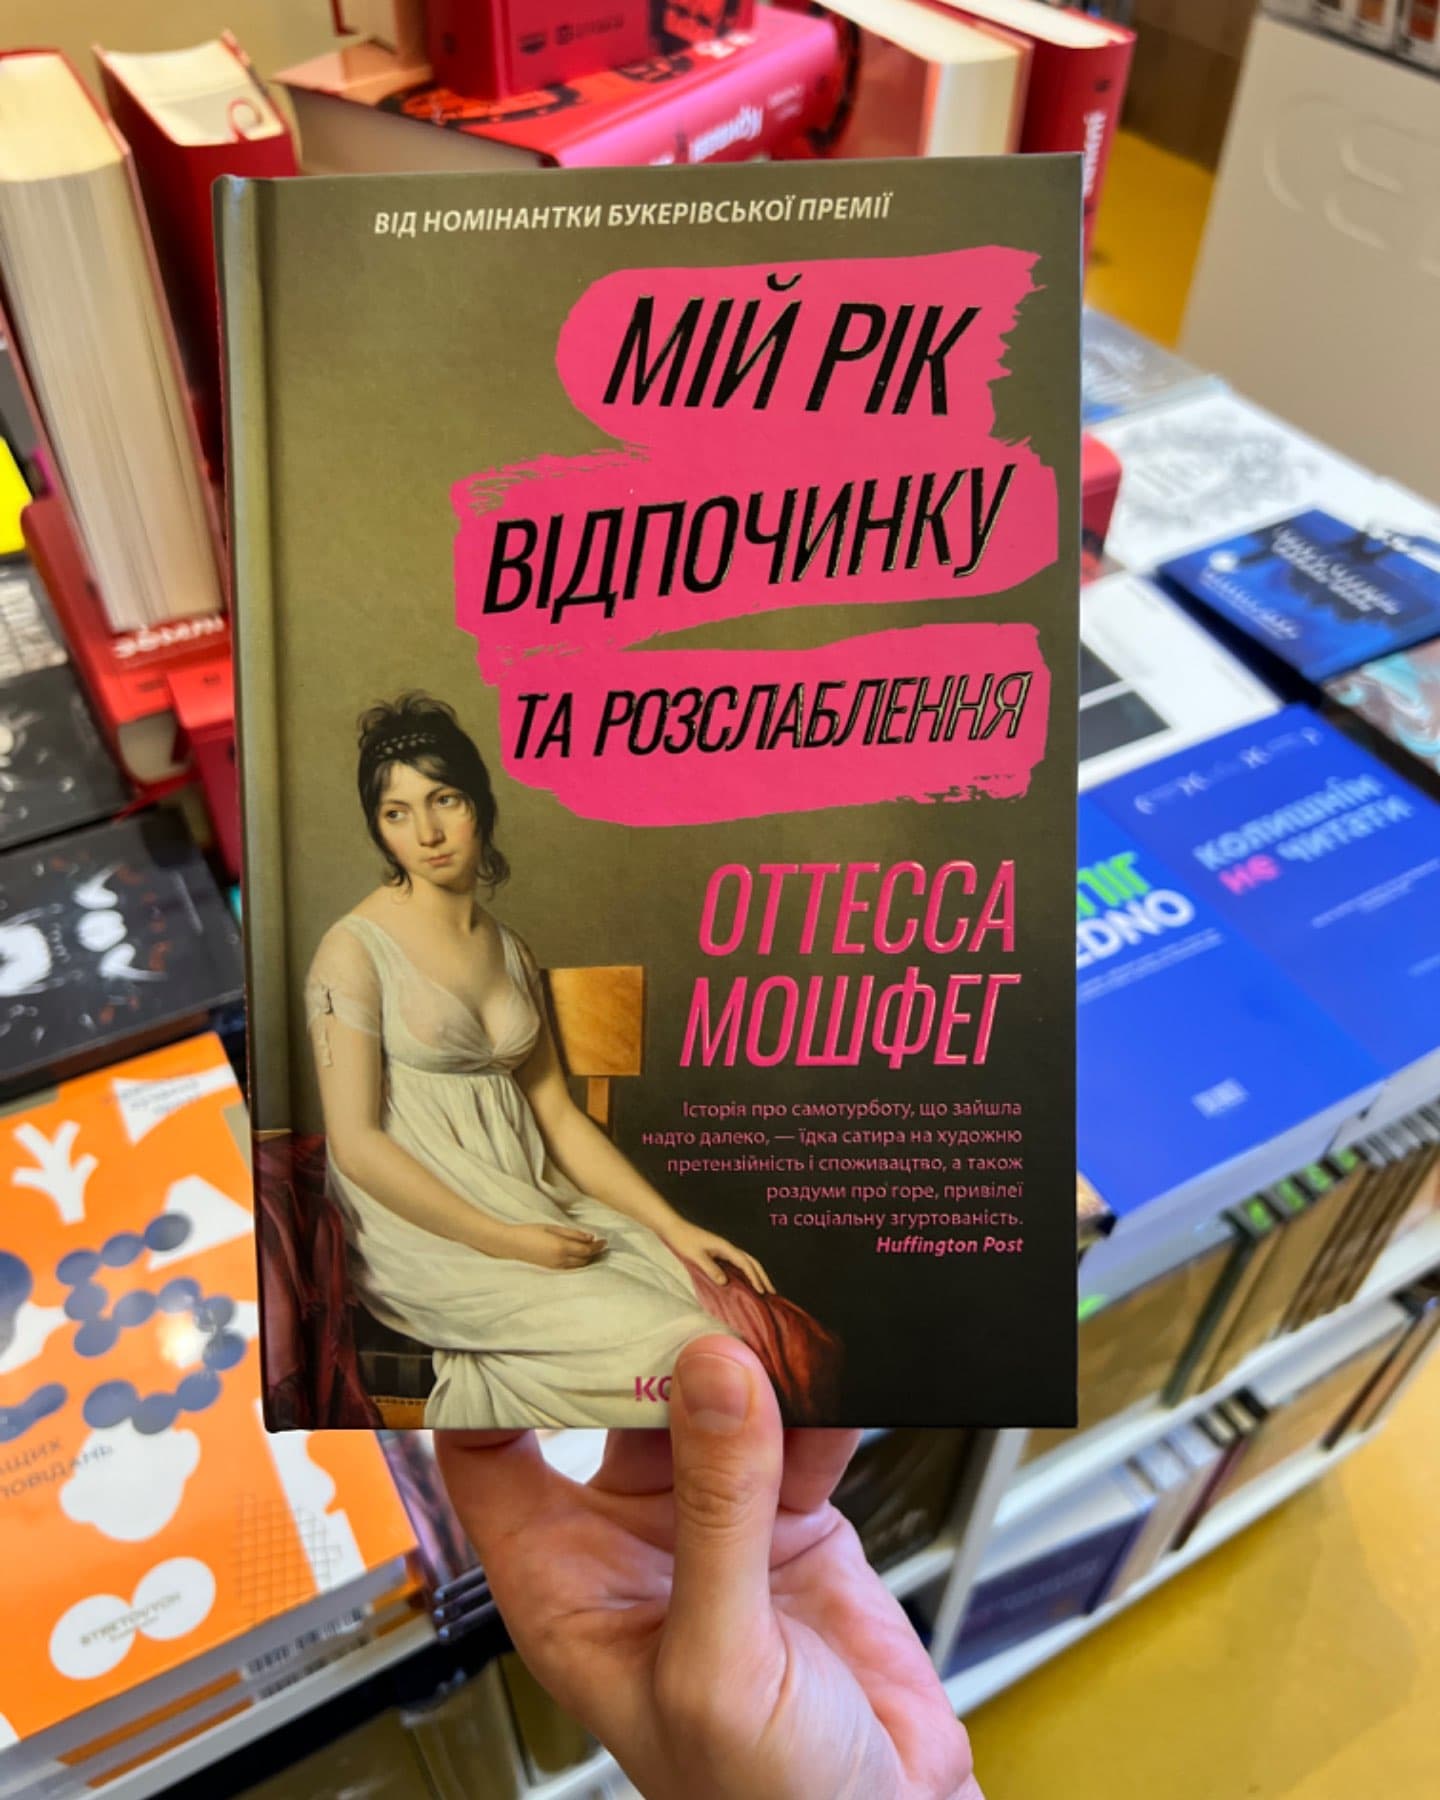 ВІД НОМІНАНТКИ БУКЕРІВСЬКОЇ ПРЕМІЇ
МІЙ РІК
ВІДПОЧИНКУ
ТА РОЗСЛАБЛЕННЯ
ОТТЕССА
МОШФЕГ
Історія про самотурботу, що зайшла
надто далеко, — їдка сатира на художню
претензійність і споживацтво, а також
роздуми про горе, привілеї
та соціальну згуртованість.
Huffington Post
колишнім
не читати